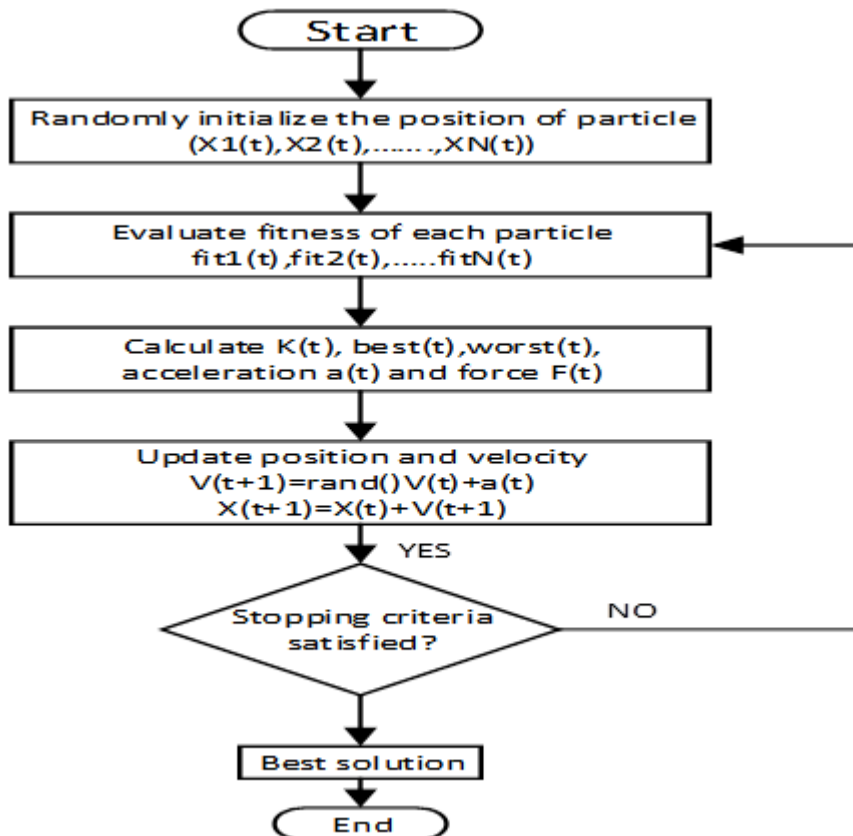 Start
Randomly initialize the position of particle
(X1(t),X2(t),.......,XN(t))
Evaluate fitness of each particle
fit1(t),fit2(t),.....fitN(t)
Calculate K(t), best(t),worst(t),
acceleration a(t) and force F(t)
Update position and velocity
V(t+1)=rand()V(t)+a(t)
X(t+1)=X(t)+V(t+1)
YES
Stopping criteria
satisfied?
NO
Best solution
End